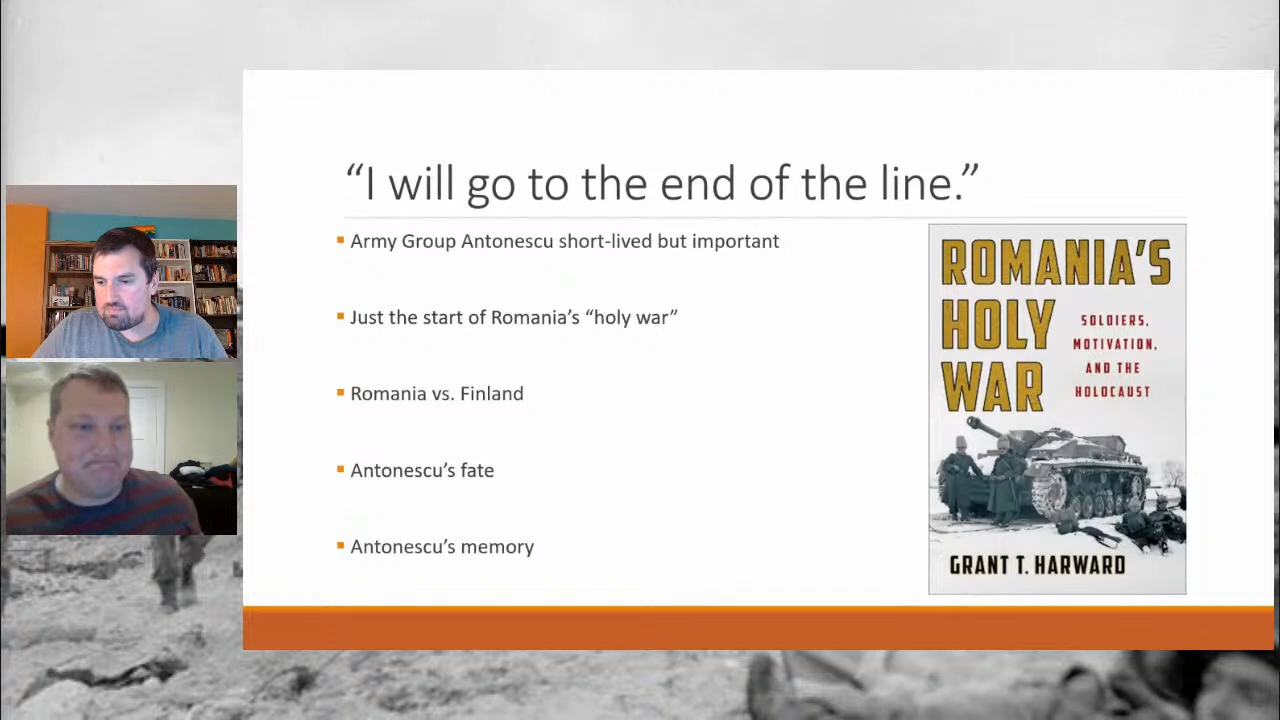 “I will go to the end of the line.”
Army Group Antonescu short-lived but important
Just the start of Romania’s “holy war”
Romania vs. Finland
Antonescu’s fate
Antonescu’s memory
ROMANIA'S
HOLY
WAR
SOLDIERS,
MOTIVATION,
AND THE
HOLOCAUST
GRANT T. HARWARD